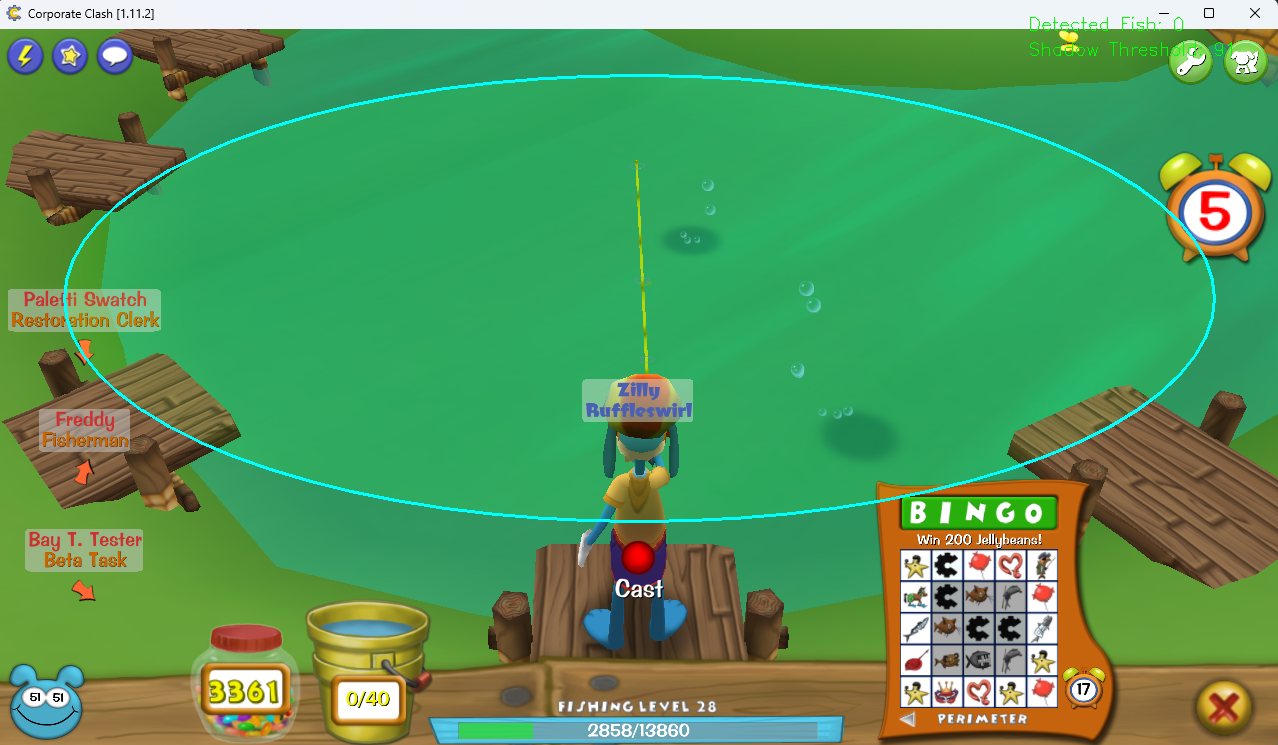 Corporate Clash [1.11.2]
Detected Fish: 0
Shadow Threshold: 91
5
Paletti Swatch
Restoration Clerk
Freddy
Fisherman
Bay T. Tester
Beta Task
Zilly
Ruffleswirl
Cast
BINGO
Win 200 Jellybeans!
17
PERIMETER
51 51
3361
0/40
FISHING LEVEL 28
2858/13860